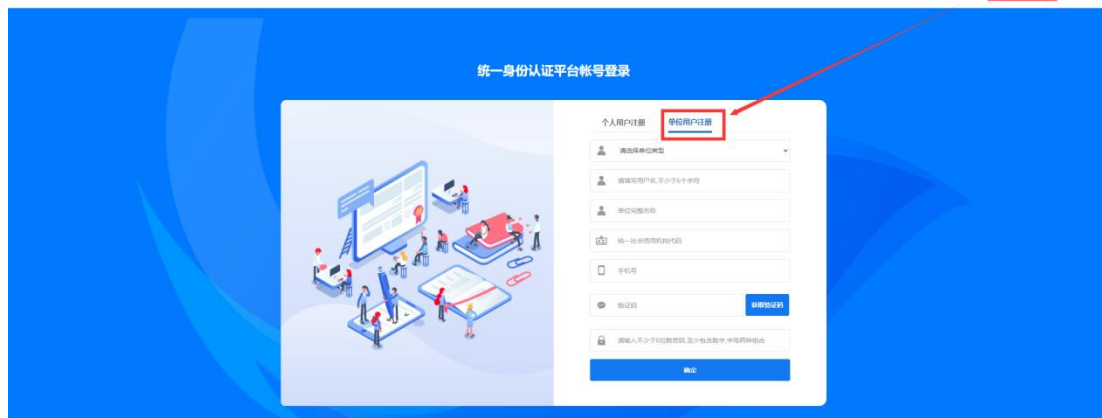 统一身份认证平台帐号登录
个人用户注册 单位用户注册
请选择单位类型
请填写用户名,不少于6个字符
单位完整名称
统一社会信用机构代码
手机号
验证码 获取验证码
请输入不少于8位数密码,至少包含数字,字母两种组合
确定